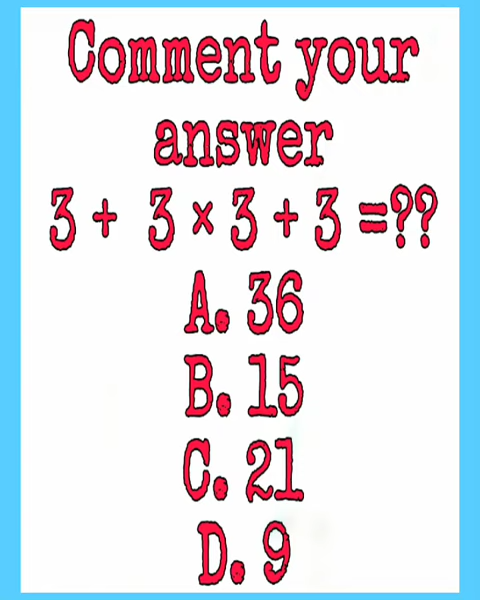 Comment your
answer
3 + 3 × 3 + 3 =??
A. 36
B. 15
C. 21
D. 9